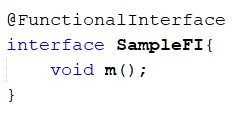 @FunctionalInterface
interface SampleFI{
    void m();
}